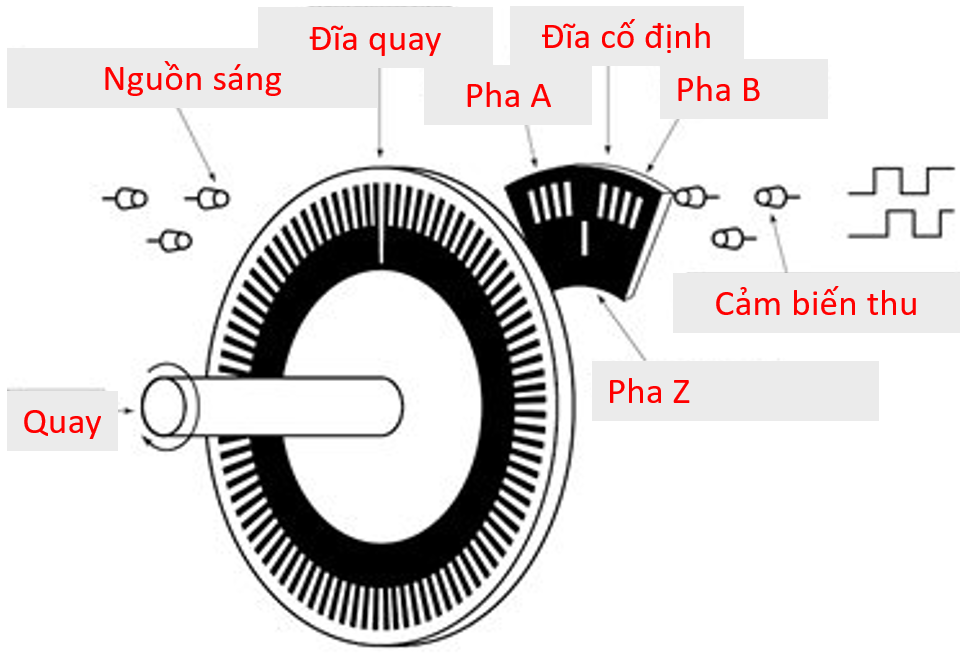 Đĩa quay
Đĩa cố định
Nguồn sáng
Pha A
Pha B
Cảm biến thu
Pha Z
Quay